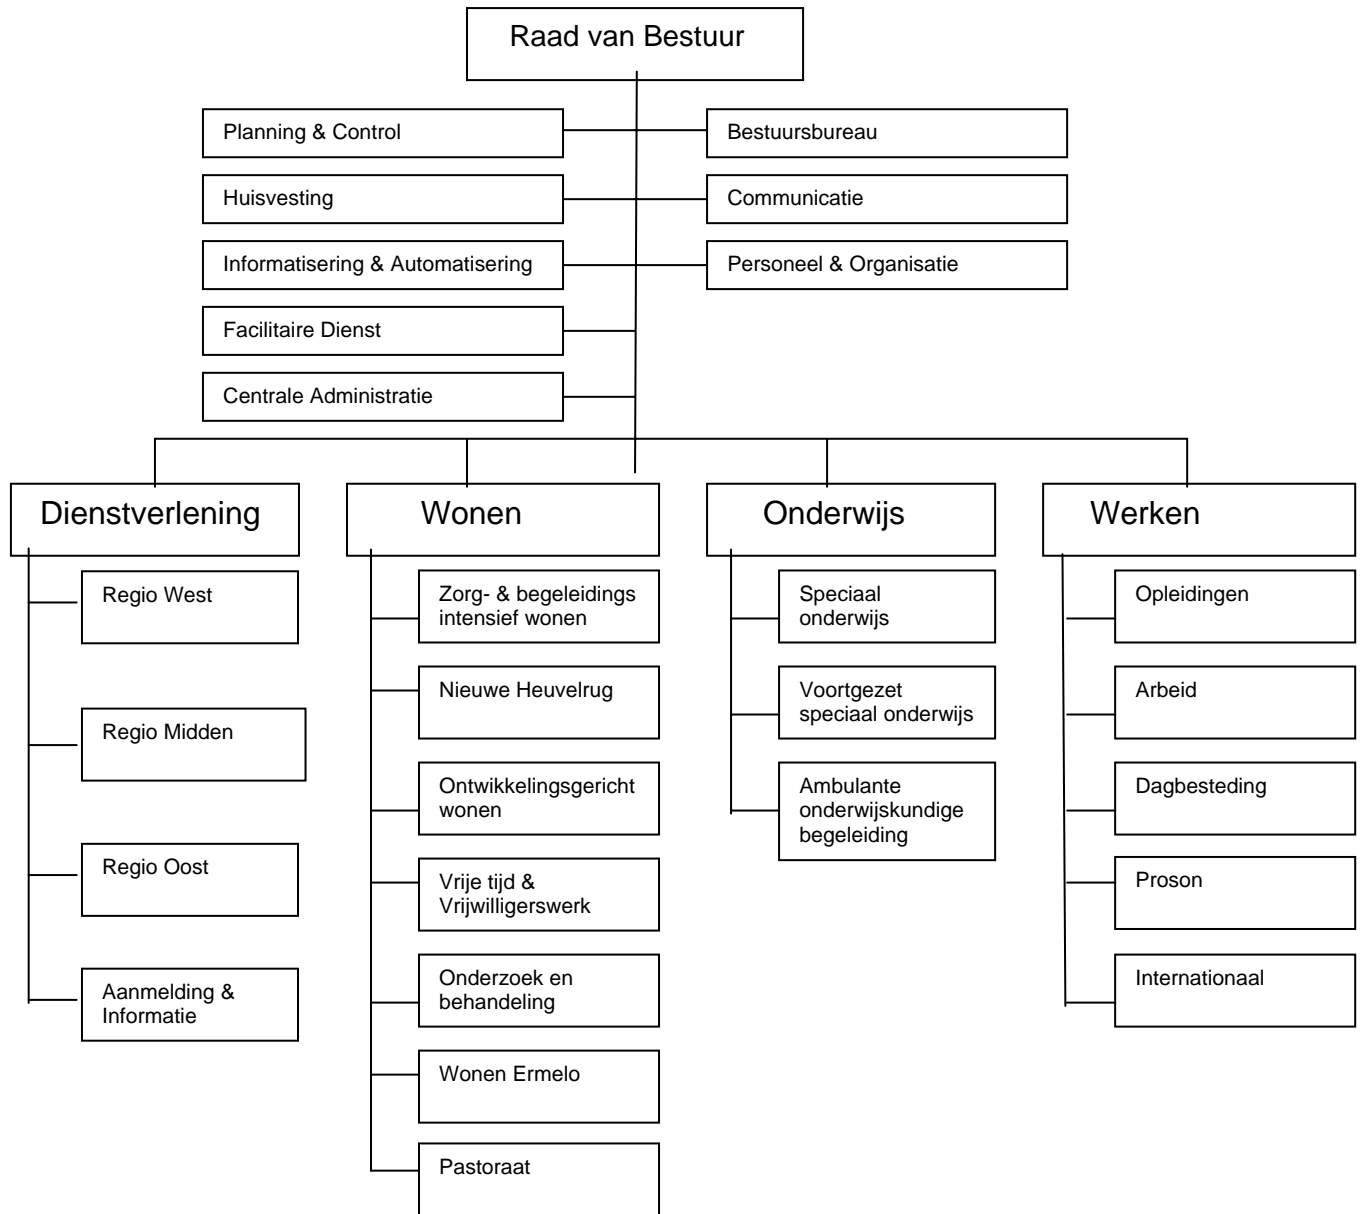 Raad van Bestuur
Planning & Control
Bestuursbureau
Huisvesting
Communicatie
Informatisering & Automatisering
Personeel & Organisatie
Facilitaire Dienst
Centrale Administratie
Dienstverlening
Regio West
Regio Midden
Regio Oost
Aanmelding &
Informatie
Wonen
Zorg- & begeleidings
intensief wonen
Nieuwe Heuvelrug
Ontwikkelingsgericht
wonen
Vrije tijd &
Vrijwilligerswerk
Onderzoek en
behandeling
Wonen Ermelo
Pastoraat
Onderwijs
Speciaal
onderwijs
Voortgezet
speciaal onderwijs
Ambulante
onderwijskundige
begeleiding
Werken
Opleidingen
Arbeid
Dagbesteding
Proson
Internationaal